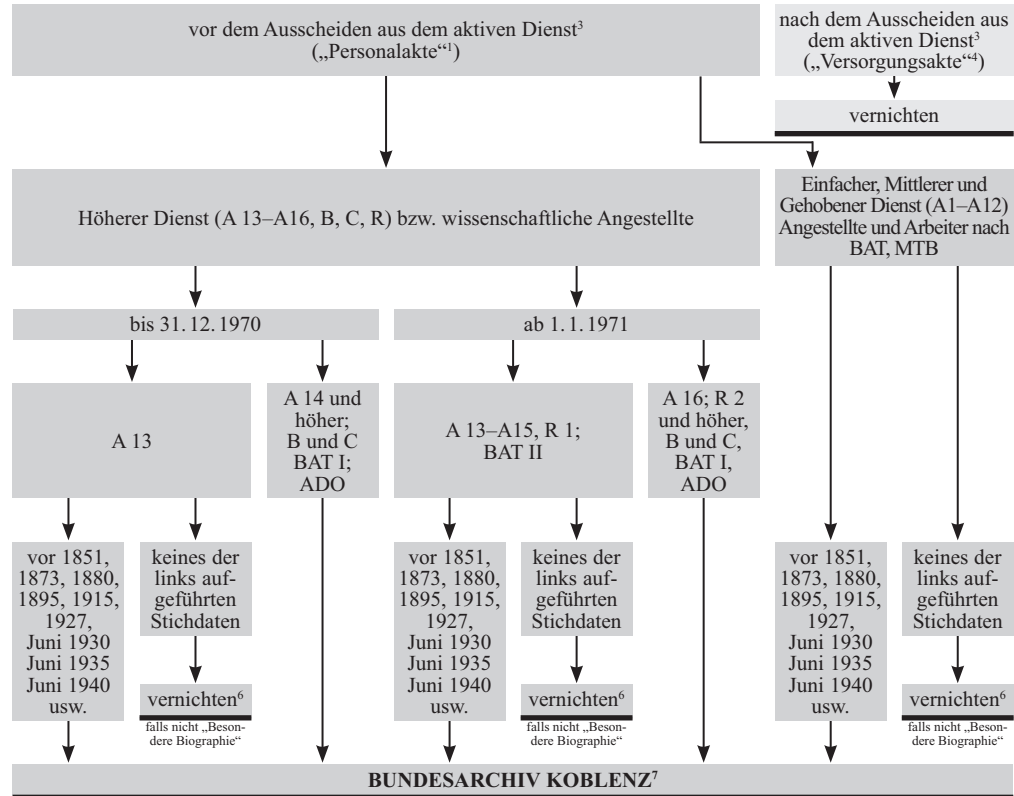 vor dem Ausscheiden aus dem aktiven Dienst³
(„Personalakte“¹)
nach dem Ausscheiden aus
dem aktiven Dienst³
(„Versorgungsakte“⁴)
vernichten
Höherer Dienst (A 13–A16, B, C, R) bzw. wissenschaftliche Angestellte
Einfacher, Mittlerer und
Gehobener Dienst (A1–A12)
Angestellte und Arbeiter nach
BAT, MTB
bis 31. 12. 1970
ab 1. 1. 1971
A 13
A 14 und
höher;
B und C
BAT I;
ADO
A 13–A15, R 1;
BAT II
A 16; R 2
und höher,
B und C,
BAT I,
ADO
vor 1851,
1873, 1880,
1895, 1915,
1927,
Juni 1930
Juni 1935
Juni 1940
usw.
keines der
links auf-
geführten
Stichdaten
vernichten⁶
falls nicht „Beson-
dere Biographie“
vor 1851,
1873, 1880,
1895, 1915,
1927,
Juni 1930
Juni 1935
Juni 1940
usw.
keines der
links auf-
geführten
Stichdaten
vernichten⁶
falls nicht „Beson-
dere Biographie“
vor 1851,
1873, 1880,
1895, 1915,
1927,
Juni 1930
Juni 1935
Juni 1940
usw.
keines der
links auf-
geführten
Stichdaten
vernichten⁶
falls nicht „Beson-
dere Biographie“
BUNDESARCHIV KOBLENZ⁷